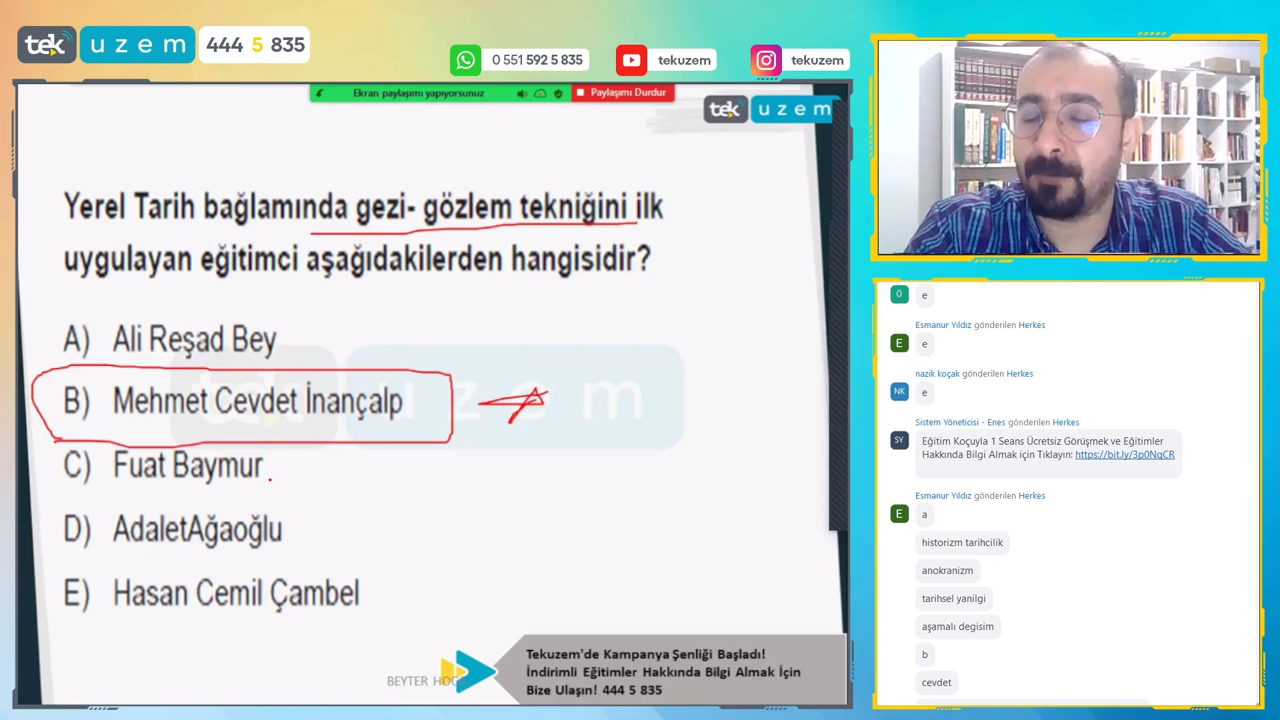 tek uzem 444 5 835
0 551 592 5 835
tekuzem
tekuzem
Ekran paylaşımı yapıyorsunuz
Paylaşımı Durdur
tek uzem
Yerel Tarih bağlamında gezi- gözlem tekniğini ilk
uygulayan eğitimci aşağıdakilerden hangisidir?
A) Ali Reşad Bey
B) Mehmet Cevdet İnançalp
C) Fuat Baymur
D) AdaletAğaoğlu
E) Hasan Cemil Çambel
tek uzem
BEYTER HO
Tekuzem'de Kampanya Şenliği Başladı!
İndirimli Eğitimler Hakkında Bilgi Almak İçin
Bize Ulaşın! 444 5 835
Ö
e
Esmanur Yıldız gönderilen Herkes
E
e
nazik koçak gönderilen Herkes
NK
e
Sistem Yöneticisi - Enes gönderilen Herkes
SY
Eğitim Koçuyla 1 Seans Ücretsiz Görüşmek ve Eğitimler
Hakkında Bilgi Almak için Tıklayın: https://bit.ly/3p0NqCR
Esmanur Yıldız gönderilen Herkes
E
a
historizm tarihcilik
anokranizm
tarihsel yanilgi
aşamalı degisim
b
cevdet